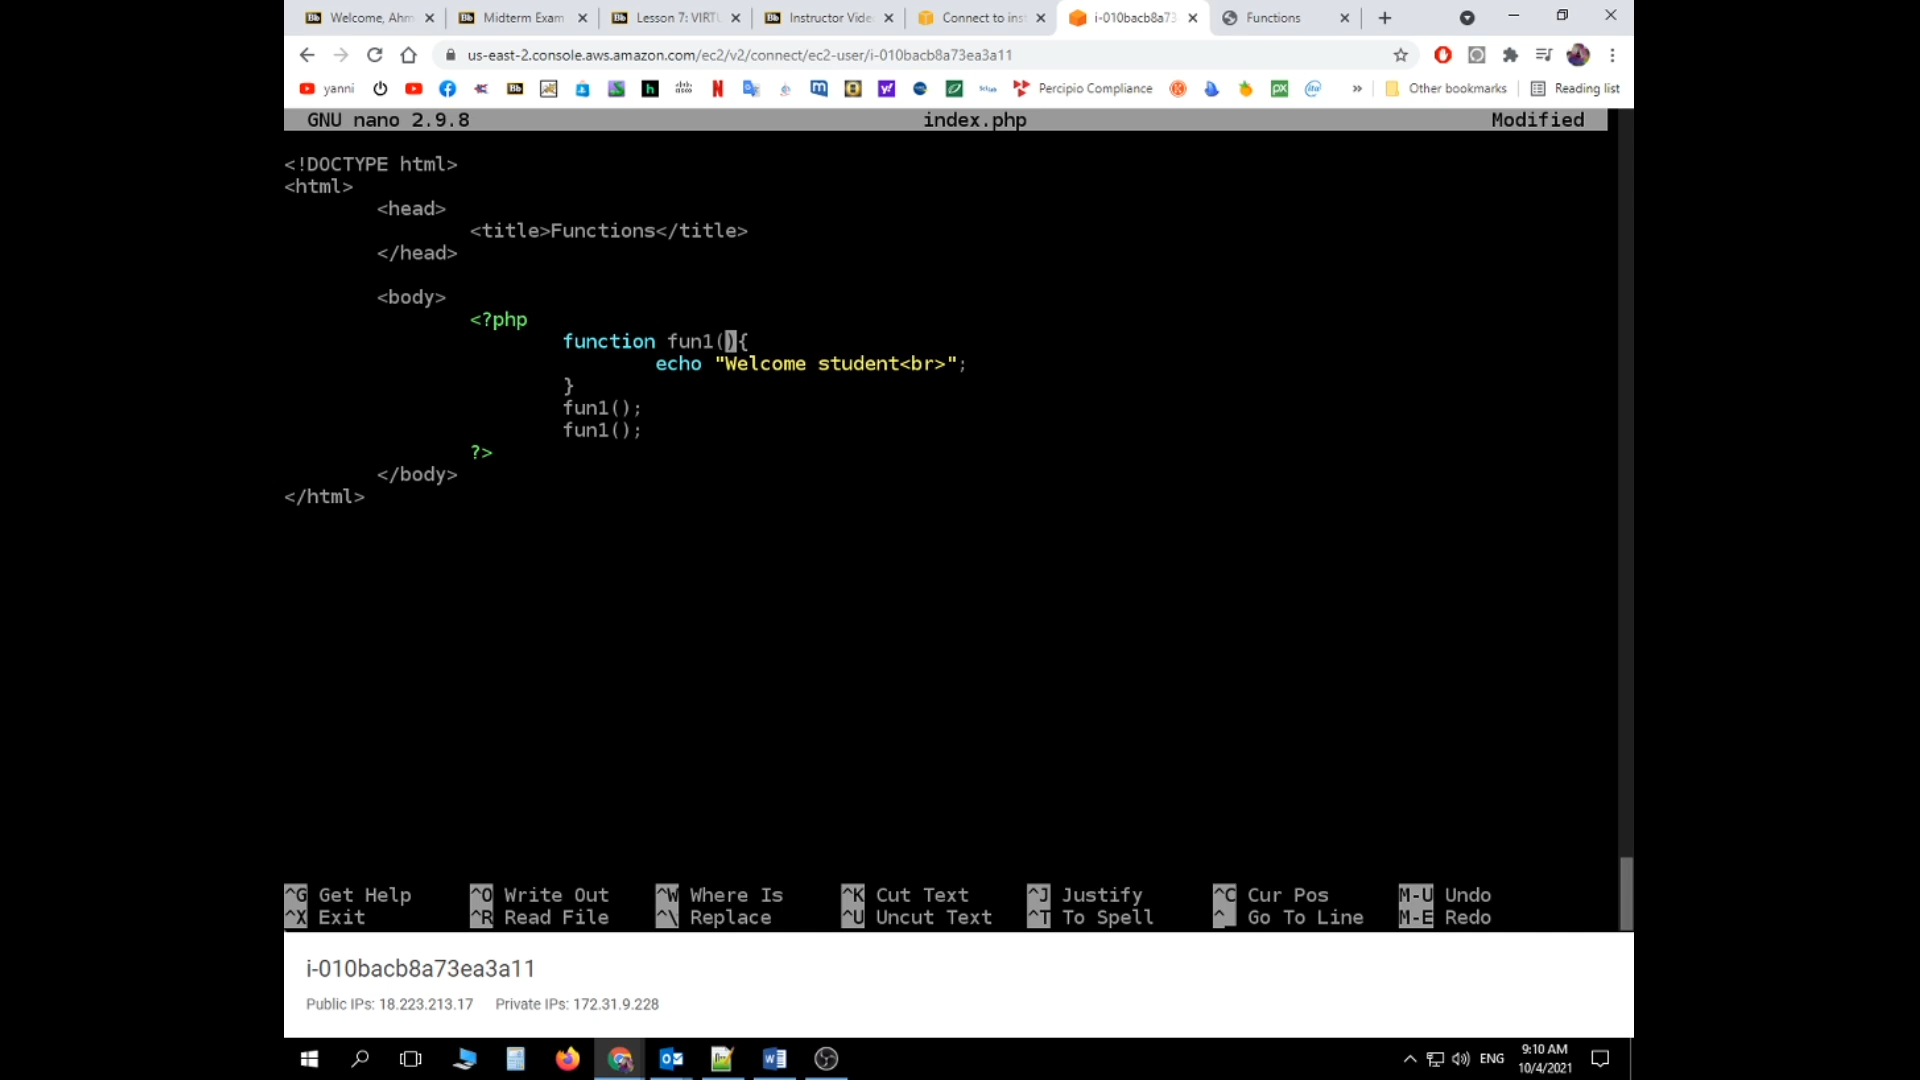 Welcome, Ahm
Midterm Exam
Lesson 7: VIRTU
Instructor Vide
Connect to inst
i-010bacb8a73
Functions
us-east-2.console.aws.amazon.com/ec2/v2/connect/ec2-user/i-010bacb8a73ea3a11
yanni
Percipio Compliance
» Other bookmarks
Reading list
GNU nano 2.9.8 index.php Modified
<!DOCTYPE html>
<html>
<head>
<title>Functions</title>
</head>
<body>
<?php
function fun1(){
echo "Welcome student<br>";
}
fun1();
fun1();
?>
</body>
</html>
^G Get Help ^O Write Out ^W Where Is ^K Cut Text ^J Justify ^C Cur Pos M-U Undo
^X Exit ^R Read File ^\ Replace ^U Uncut Text ^T To Spell ^_ Go To Line M-E Redo
i-010bacb8a73ea3a11
Public IPs: 18.223.213.17 Private IPs: 172.31.9.228
ENG
9:10 AM
10/4/2021